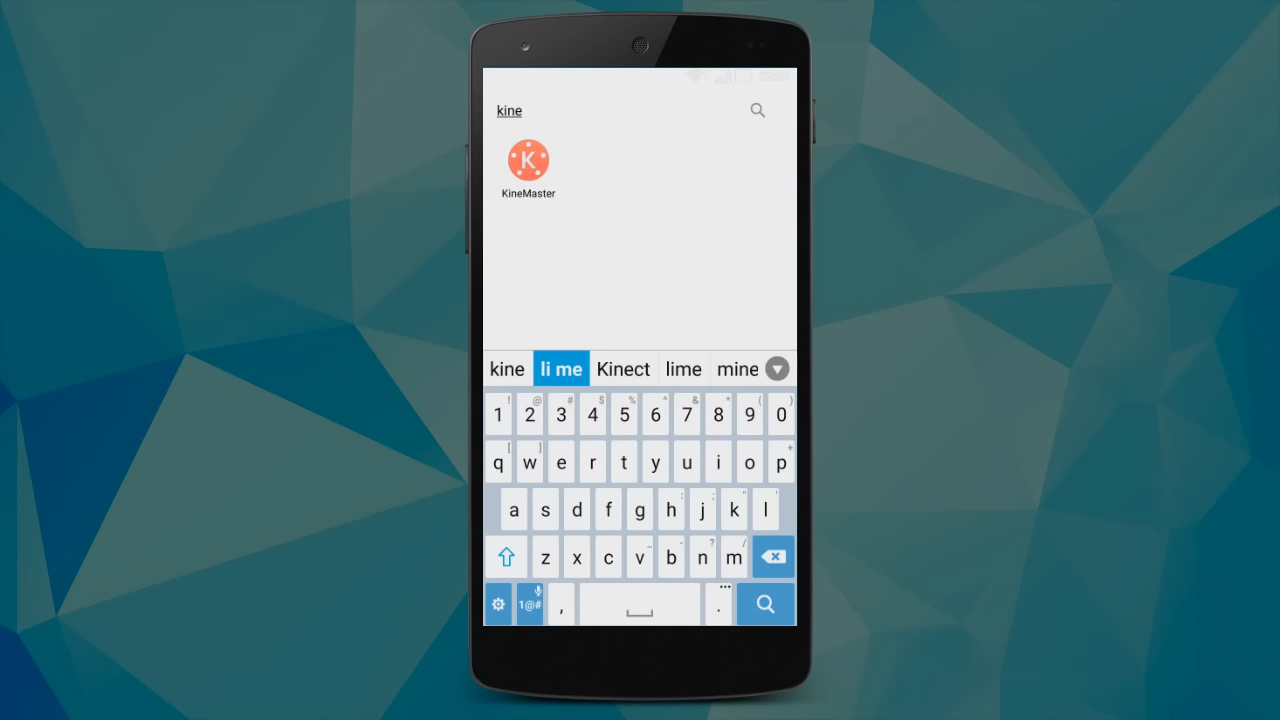 kine
K
KineMaster
kine li me Kinect lime mine
! @ # $ % ^ & * ( )
1 2 3 4 5 6 7 8 9 0
[ ] +
q w e r t y u i o p
: ; " '
a s d f g h j k l
_ - ? /
z x c v b n m
1@# , . •••